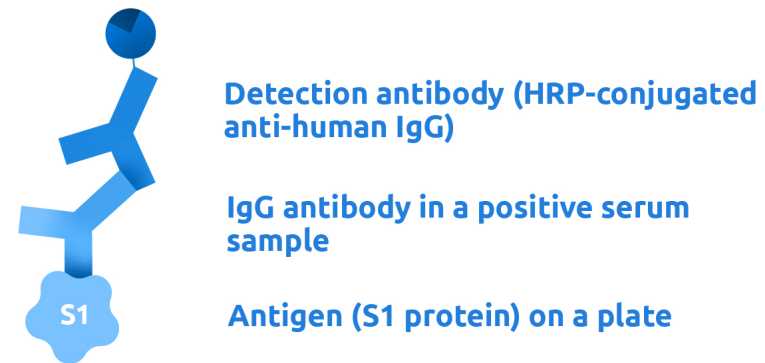 Detection antibody (HRP-conjugated
anti-human IgG)
IgG antibody in a positive serum
sample
S1
Antigen (S1 protein) on a plate